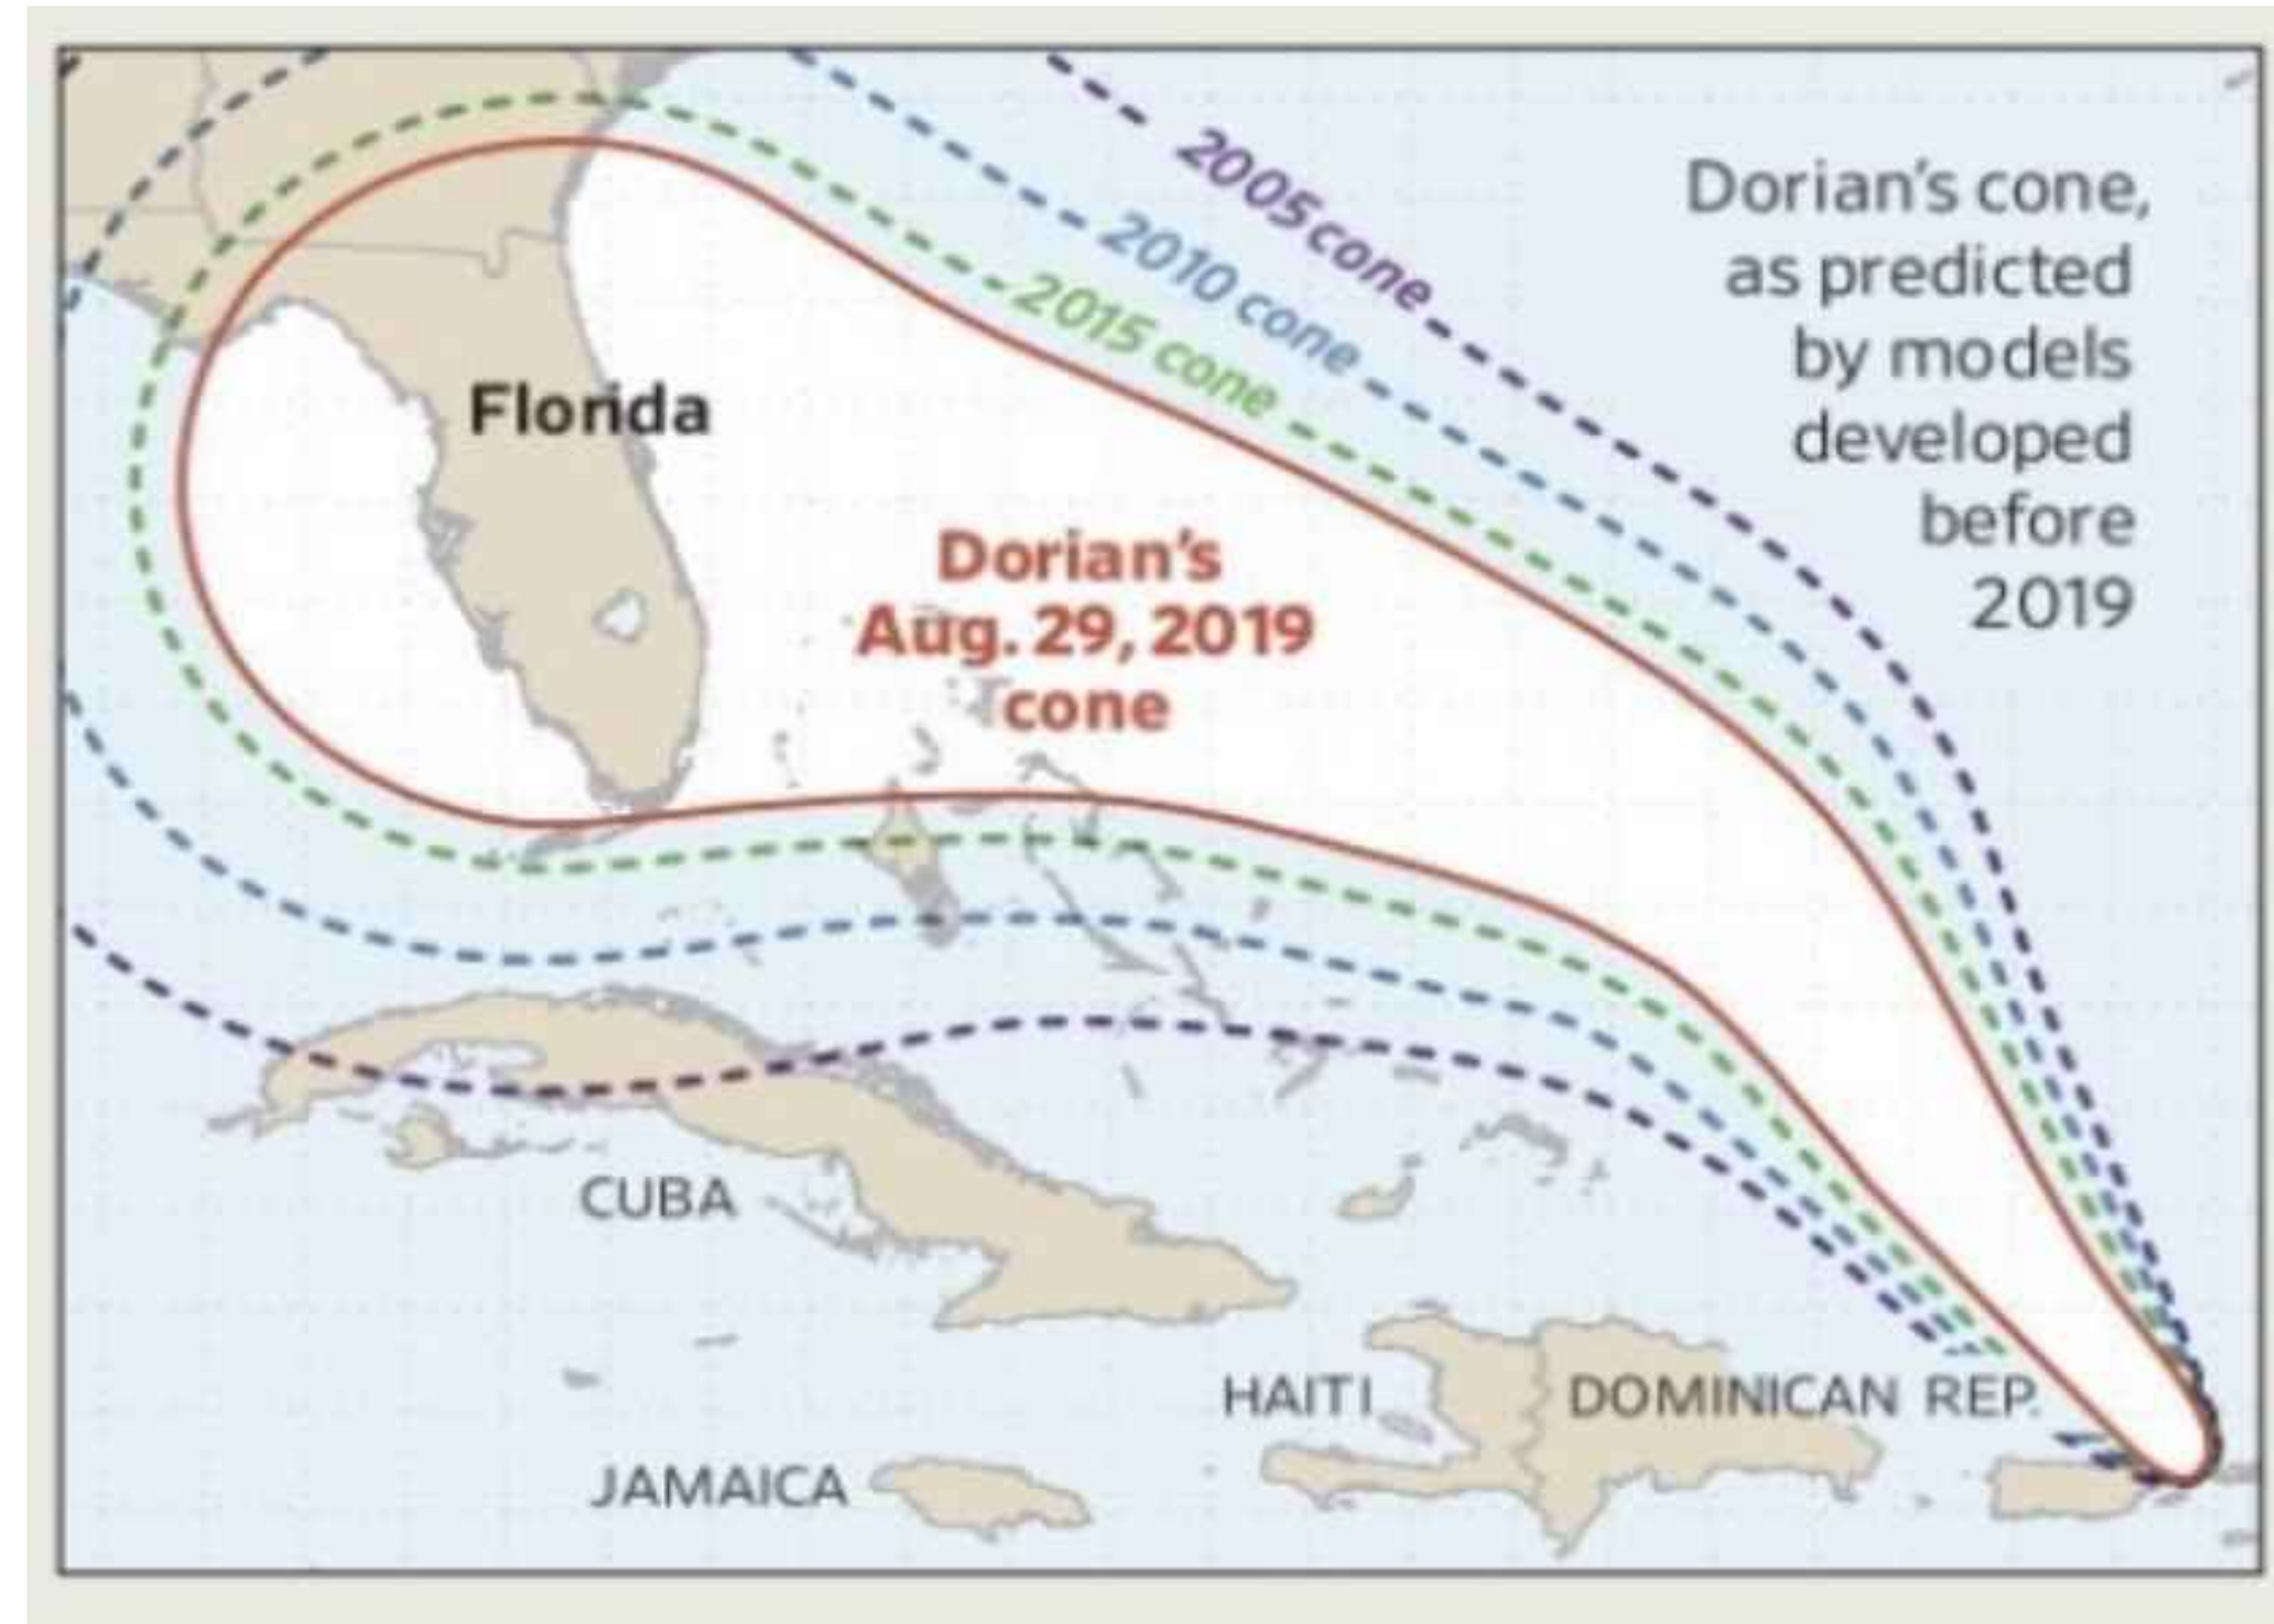 2005 cone
2010 cone
2015 cone
Dorian's cone,
as predicted
by models
developed
before
2019
Florida
Dorian's
Aug. 29, 2019
cone
CUBA
HAITI
DOMINICAN REP.
JAMAICA